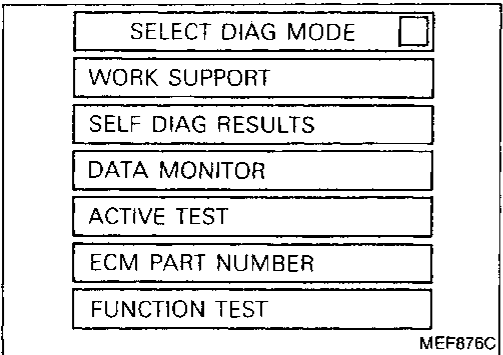 SELECT DIAG MODE
WORK SUPPORT
SELF DIAG RESULTS
DATA MONITOR
ACTIVE TEST
ECM PART NUMBER
FUNCTION TEST
MEF876C